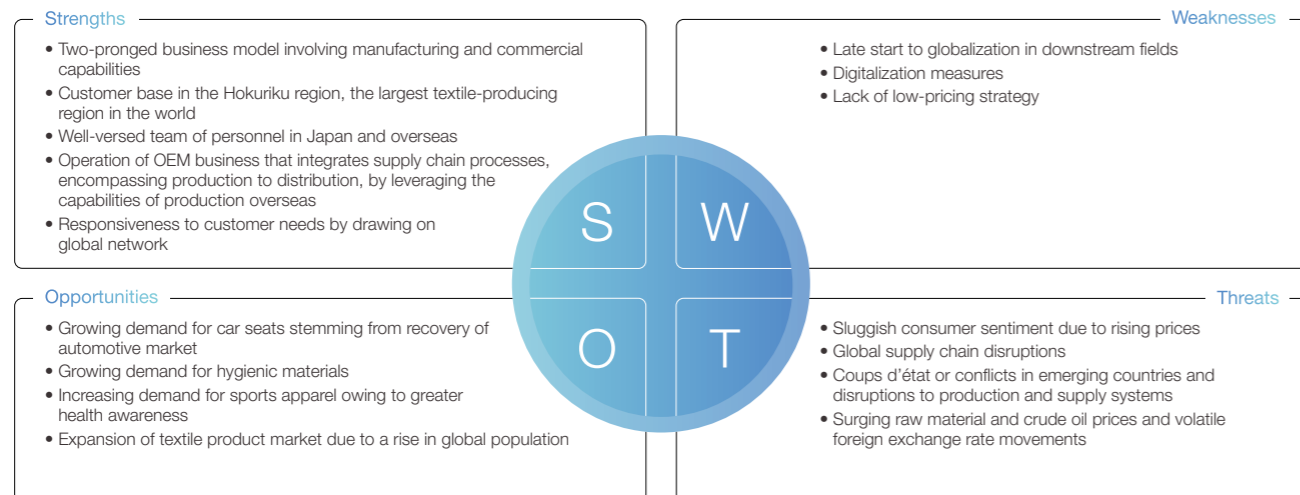 Strengths
• Two-pronged business model involving manufacturing and commercial
capabilities
• Customer base in the Hokuriku region, the largest textile-producing
region in the world
• Well-versed team of personnel in Japan and overseas
• Operation of OEM business that integrates supply chain processes,
encompassing production to distribution, by leveraging the
capabilities of production overseas
• Responsiveness to customer needs by drawing on
global network
Weaknesses
• Late start to globalization in downstream fields
• Digitalization measures
• Lack of low-pricing strategy
S
W
O
T
Opportunities
• Growing demand for car seats stemming from recovery of
automotive market
• Growing demand for hygienic materials
• Increasing demand for sports apparel owing to greater
health awareness
• Expansion of textile product market due to a rise in global population
Threats
• Sluggish consumer sentiment due to rising prices
• Global supply chain disruptions
• Coups d’état or conflicts in emerging countries and
disruptions to production and supply systems
• Surging raw material and crude oil prices and volatile
foreign exchange rate movements